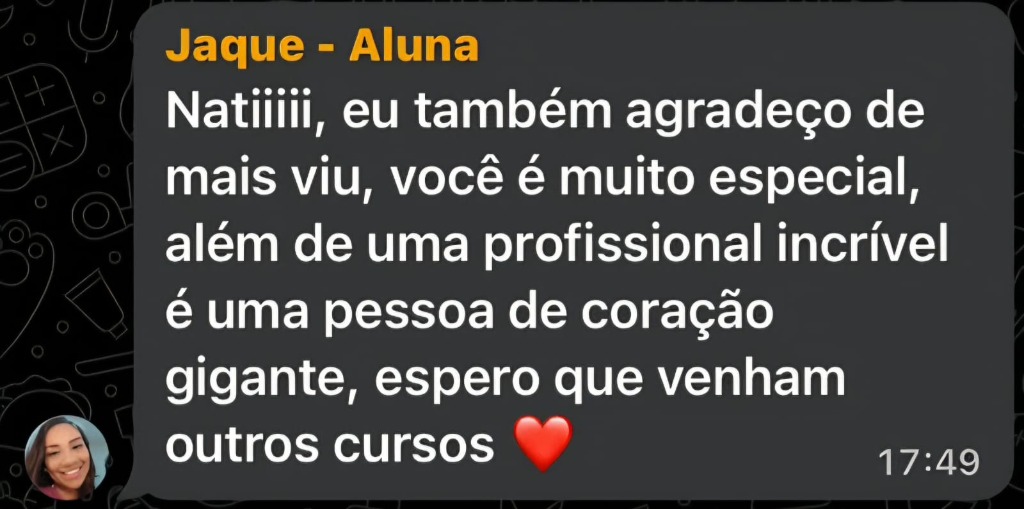 Jaque - Aluna
Natiiiii, eu também agradeço de
mais viu, você é muito especial,
além de uma profissional incrível
é uma pessoa de coração
gigante, espero que venham
outros cursos ❤️
17:49